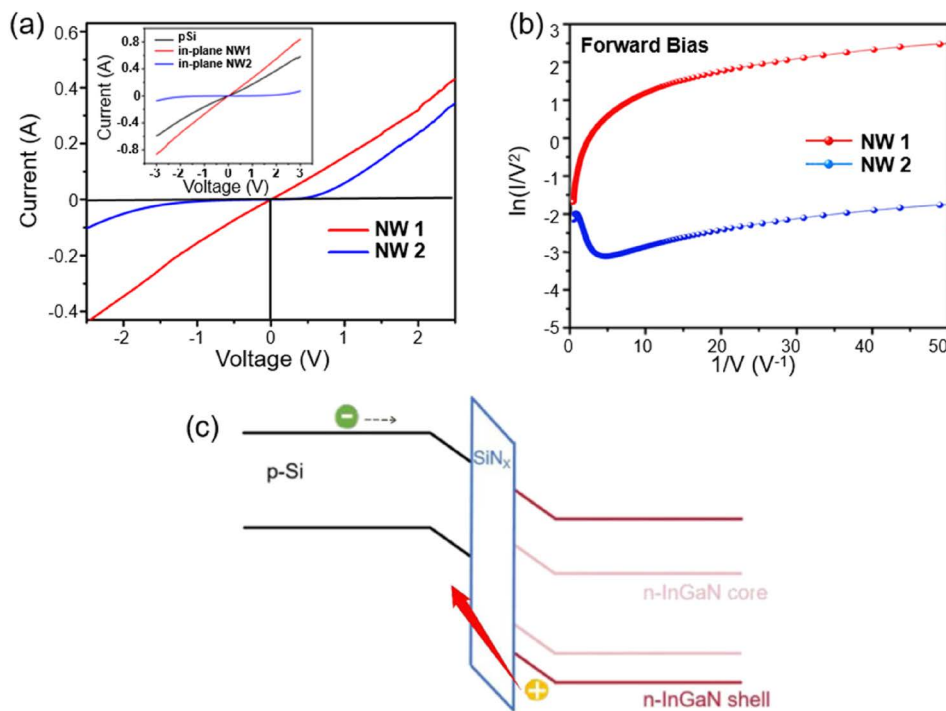 (a)
0.6
0.4
0.2
0
-0.2
-0.4
Current (A)
-2
-1
0
1
2
Voltage (V)
NW 1
NW 2
0.8
0.4
0
-0.4
-0.8
Current (A)
-3
-2
-1
0
1
2
3
Voltage (V)
pSi
in-plane NW1
in-plane NW2
(b)
Forward Bias
3
2
1
0
-1
-2
-3
-5
ln(I/V²)
0
10
20
30
40
50
1/V (V⁻¹)
NW 1
NW 2
(c)
−
p-Si
SiNₓ
n-InGaN core
+
n-InGaN shell